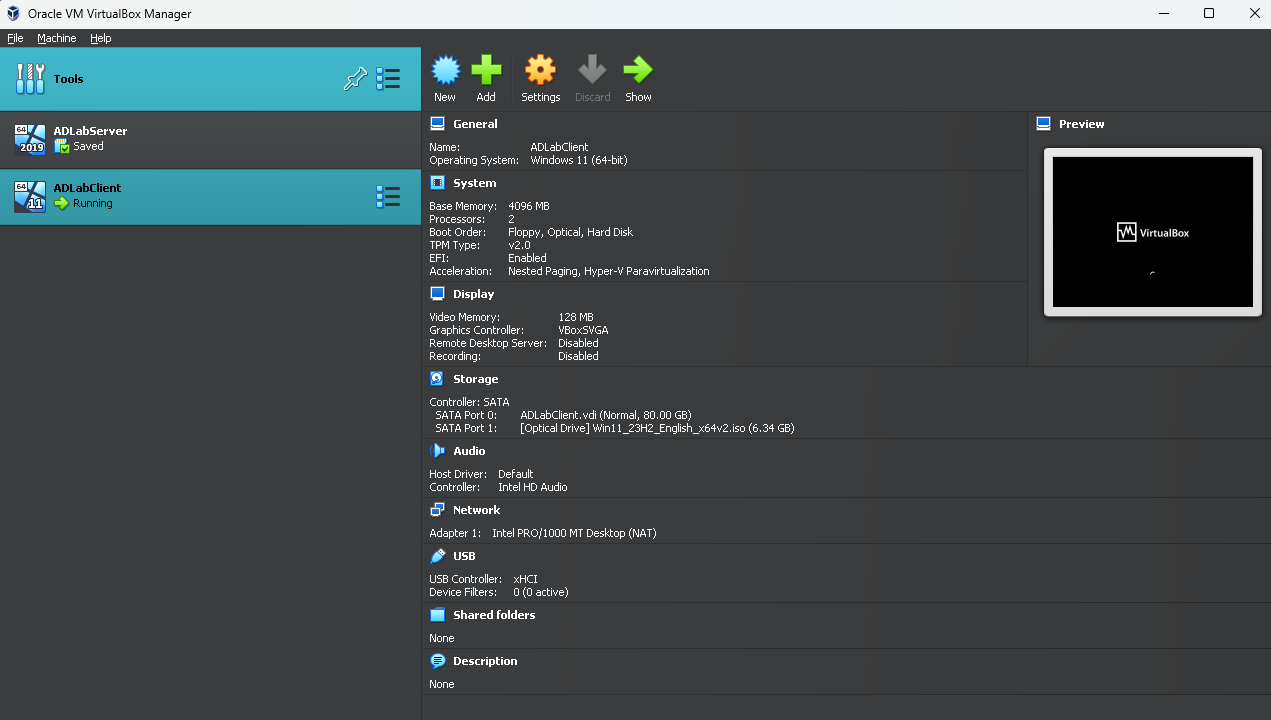 Oracle VM VirtualBox Manager
File Machine Help
Tools
New Add Settings Discard Show
64 2019 ADLabServer
Saved
64 11 ADLabClient
Running
General
Name: ADLabClient
Operating System: Windows 11 (64-bit)
Preview
VirtualBox
System
Base Memory: 4096 MB
Processors: 2
Boot Order: Floppy, Optical, Hard Disk
TPM Type: v2.0
EFI: Enabled
Acceleration: Nested Paging, Hyper-V Paravirtualization
Display
Video Memory: 128 MB
Graphics Controller: VBoxSVGA
Remote Desktop Server: Disabled
Recording: Disabled
Storage
Controller: SATA
SATA Port 0: ADLabClient.vdi (Normal, 80.00 GB)
SATA Port 1: [Optical Drive] Win11_23H2_English_x64v2.iso (6.34 GB)
Audio
Host Driver: Default
Controller: Intel HD Audio
Network
Adapter 1: Intel PRO/1000 MT Desktop (NAT)
USB
USB Controller: xHCI
Device Filters: 0 (0 active)
Shared folders
None
Description
None